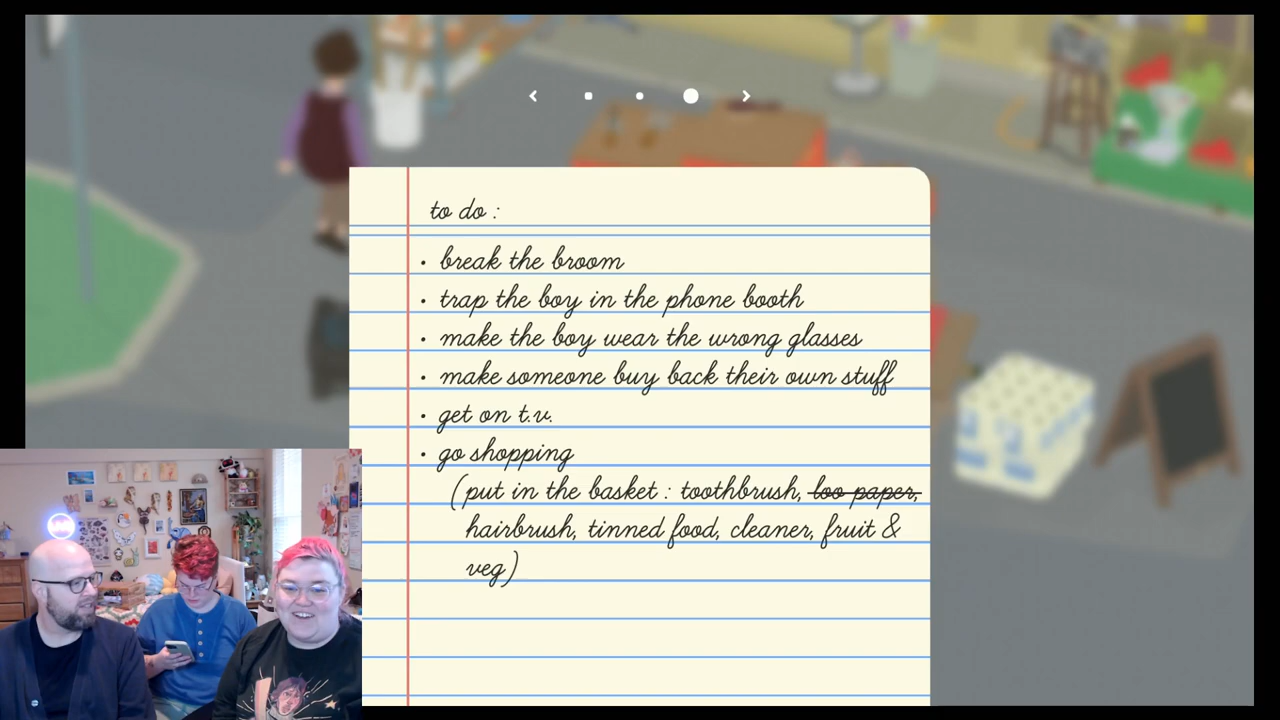 to do :
• break the broom
• trap the boy in the phone booth
• make the boy wear the wrong glasses
• make someone buy back their own stuff
• get on t.v.
• go shopping
(put in the basket : toothbrush, loo paper,
hairbrush, tinned food, cleaner, fruit &
veg)